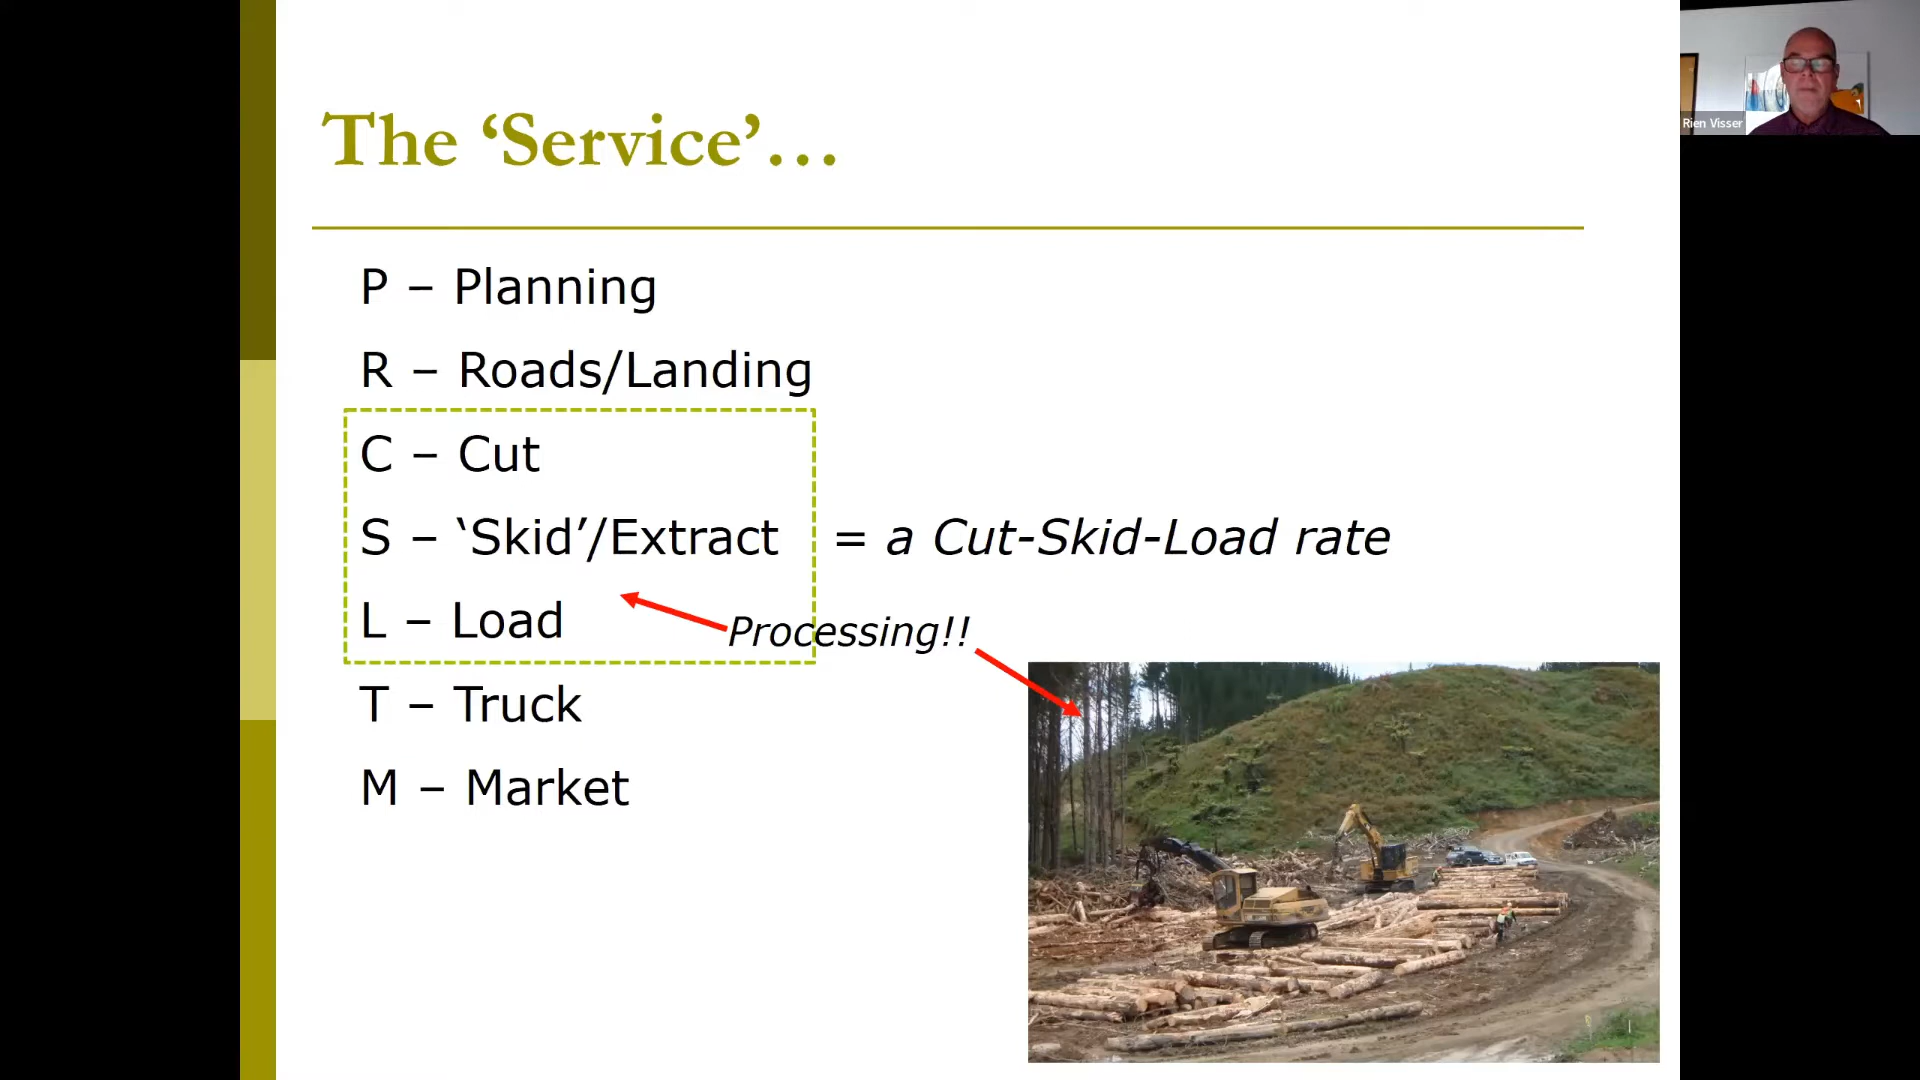 The ‘Service’...
P – Planning
R – Roads/Landing
C – Cut
S – ‘Skid’/Extract = a Cut-Skid-Load rate
L – Load
Processing!!
T – Truck
M – Market
Rien Visser